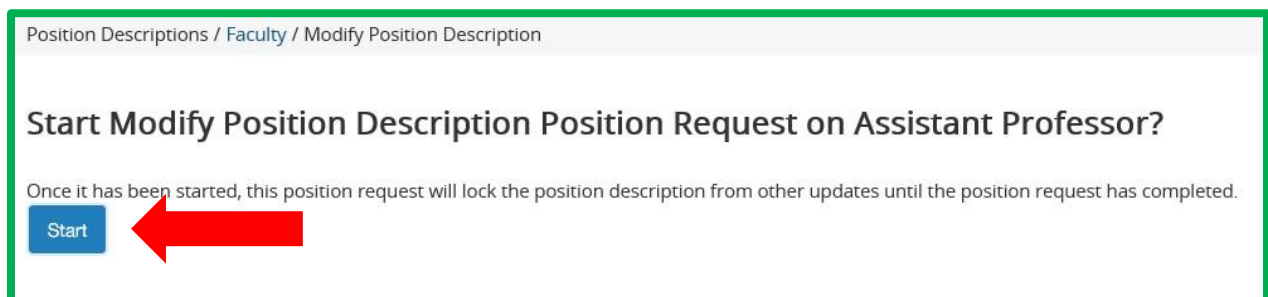 Position Descriptions / Faculty / Modify Position Description
Start Modify Position Description Position Request on Assistant Professor?
Once it has been started, this position request will lock the position description from other updates until the position request has completed.
Start